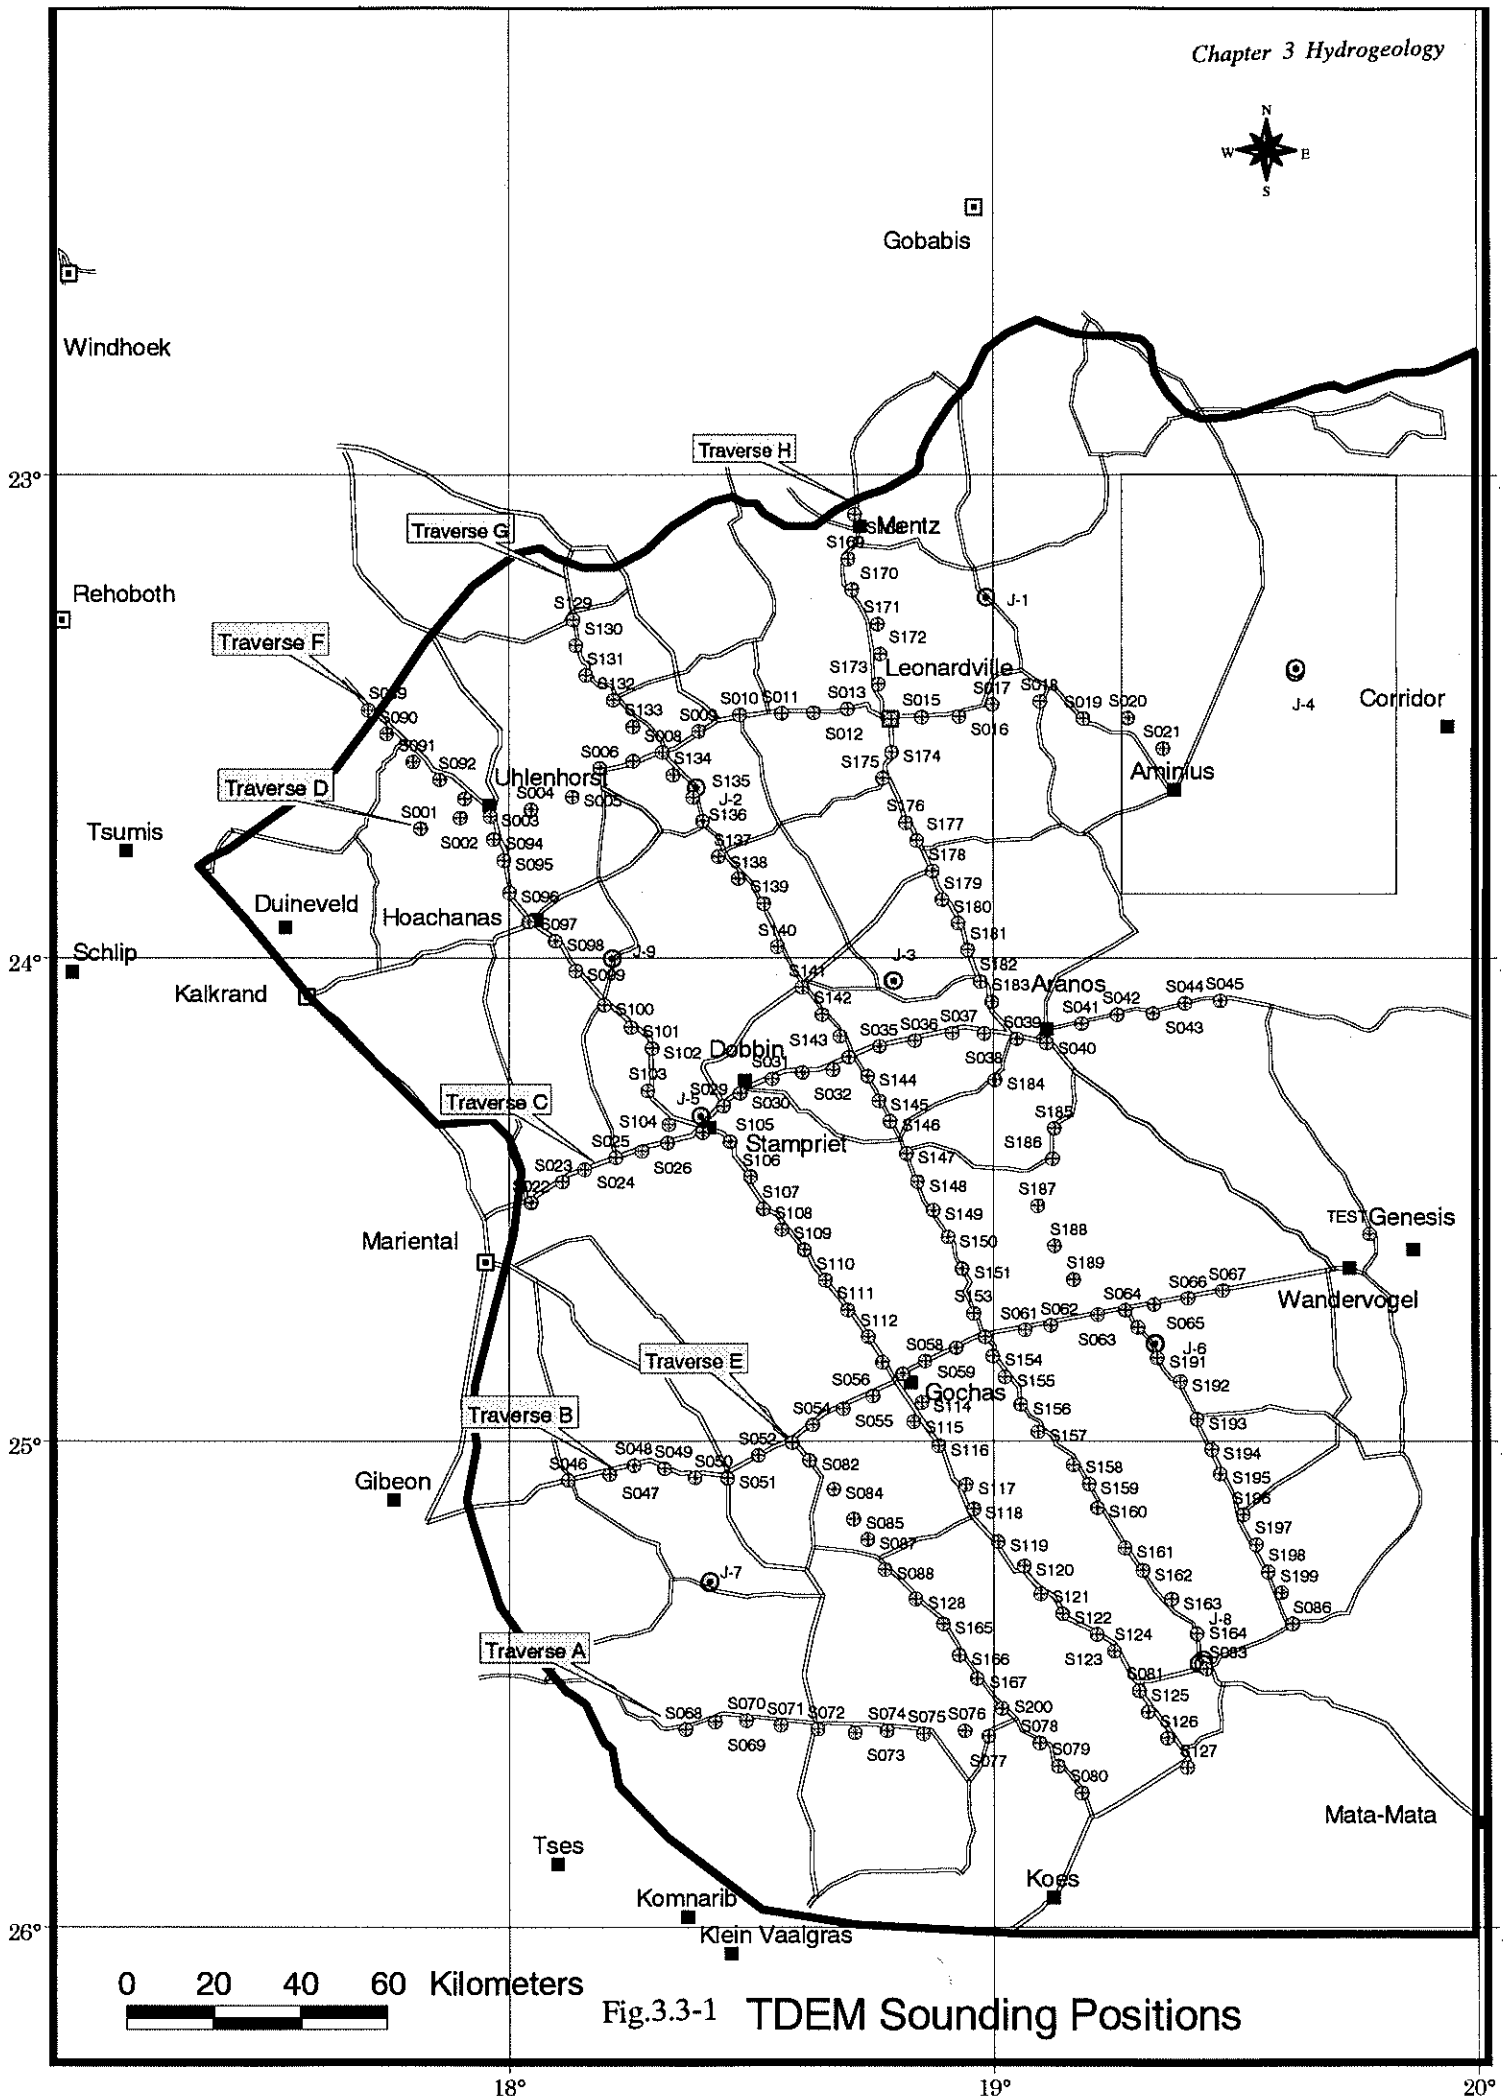 Chapter 3 Hydrogeology
N
W E
S
Gobabis
Windhoek
Traverse H
23°
Traverse G
Mentz
S169
S170
Rehoboth
S129
J-1
S171
S130
Traverse F
S172
S131
S173
Leonardville
S132
S089
S010
S011
S013
S015
S017
S018
S019
S020
Corridor
J-4
S133
S090
S009
S012
S016
S021
S091
S008
S134
S174
S092
S006
S175
Aminius
Uhlenhorst
S135
Traverse D
J-2
S004
S005
S001
S002
S003
S136
S176
S177
Tsumis
S094
S137
S178
S095
S138
S179
S139
Duineveld
S096
S180
Hoachanas
S097
S181
S098
S140
Schlip
24°
J-9
J-3
S182
S099
S141
Kalkrand
S183
Aranos
S142
S044
S045
S100
S041
S042
S043
S101
S143
S035
S036
S037
S039
S102
Dobbin
S038
S040
S031
S103
S144
S184
S029
S030
S032
Traverse C
J-5
S145
S104
S105
S146
S185
Stampriet
S025
S186
S147
S023
S026
S106
S024
S022
S148
S107
S187
S108
S149
TEST
Genesis
S109
S150
S188
Mariental
S110
S151
S189
S111
S153
S064
S066
S067
Wandervogel
S112
S061
S062
S063
S065
Traverse E
S058
J-6
S059
S154
S191
S056
Gochas
S155
S192
S114
Traverse B
S054
S055
S115
S156
S193
25°
S052
S116
S157
S048
S049
S194
S046
S050
S082
S158
S195
Gibeon
S047
S051
S084
S117
S159
S196
S118
S160
S085
S197
S087
S119
S161
S198
J-7
S088
S120
S162
S199
S128
S121
S163
S086
S165
S122
J-8
S164
Traverse A
S124
S123
S083
S166
S081
S167
S125
S068
S070
S071
S072
S074
S075
S076
S200
S126
S069
S073
S078
S077
S079
S127
S080
Mata-Mata
Tses
Koes
Komnarib
26°
Klein Vaalgras
0 20 40 60 Kilometers
Fig.3.3-1 TDEM Sounding Positions
18° 19° 20°